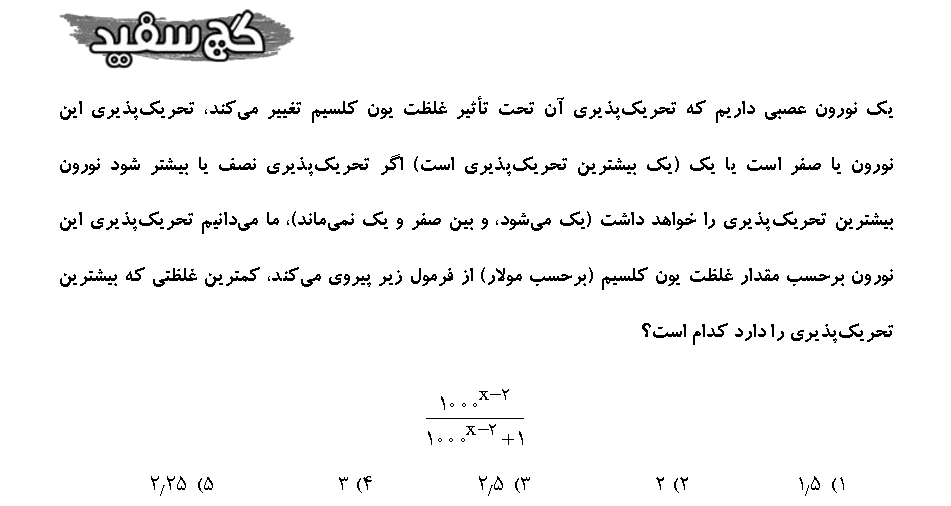 گچ سفید
یک نورون عصبی داریم که تحریک‌پذیری آن تحت تأثیر غلظت یون کلسیم تغییر می‌کند، تحریک‌پذیری این
نورون یا صفر است یا یک (یک بیشترین تحریک‌پذیری است) اگر تحریک‌پذیری نصف یا بیشتر شود نورون
بیشترین تحریک‌پذیری را خواهد داشت (یک می‌شود، و بین صفر و یک نمی‌ماند)، ما می‌دانیم تحریک‌پذیری این
نورون برحسب مقدار غلظت یون کلسیم (برحسب مولار) از فرمول زیر پیروی می‌کند، کمترین غلظتی که بیشترین
تحریک‌پذیری را دارد کدام است؟
۱۰۰۰^{x-۲}
۱۰۰۰^{x-۲} + ۱
۱) ۱٫۵ ۲) ۲ ۳) ۲٫۵ ۴) ۳ ۵) ۲٫۲۵